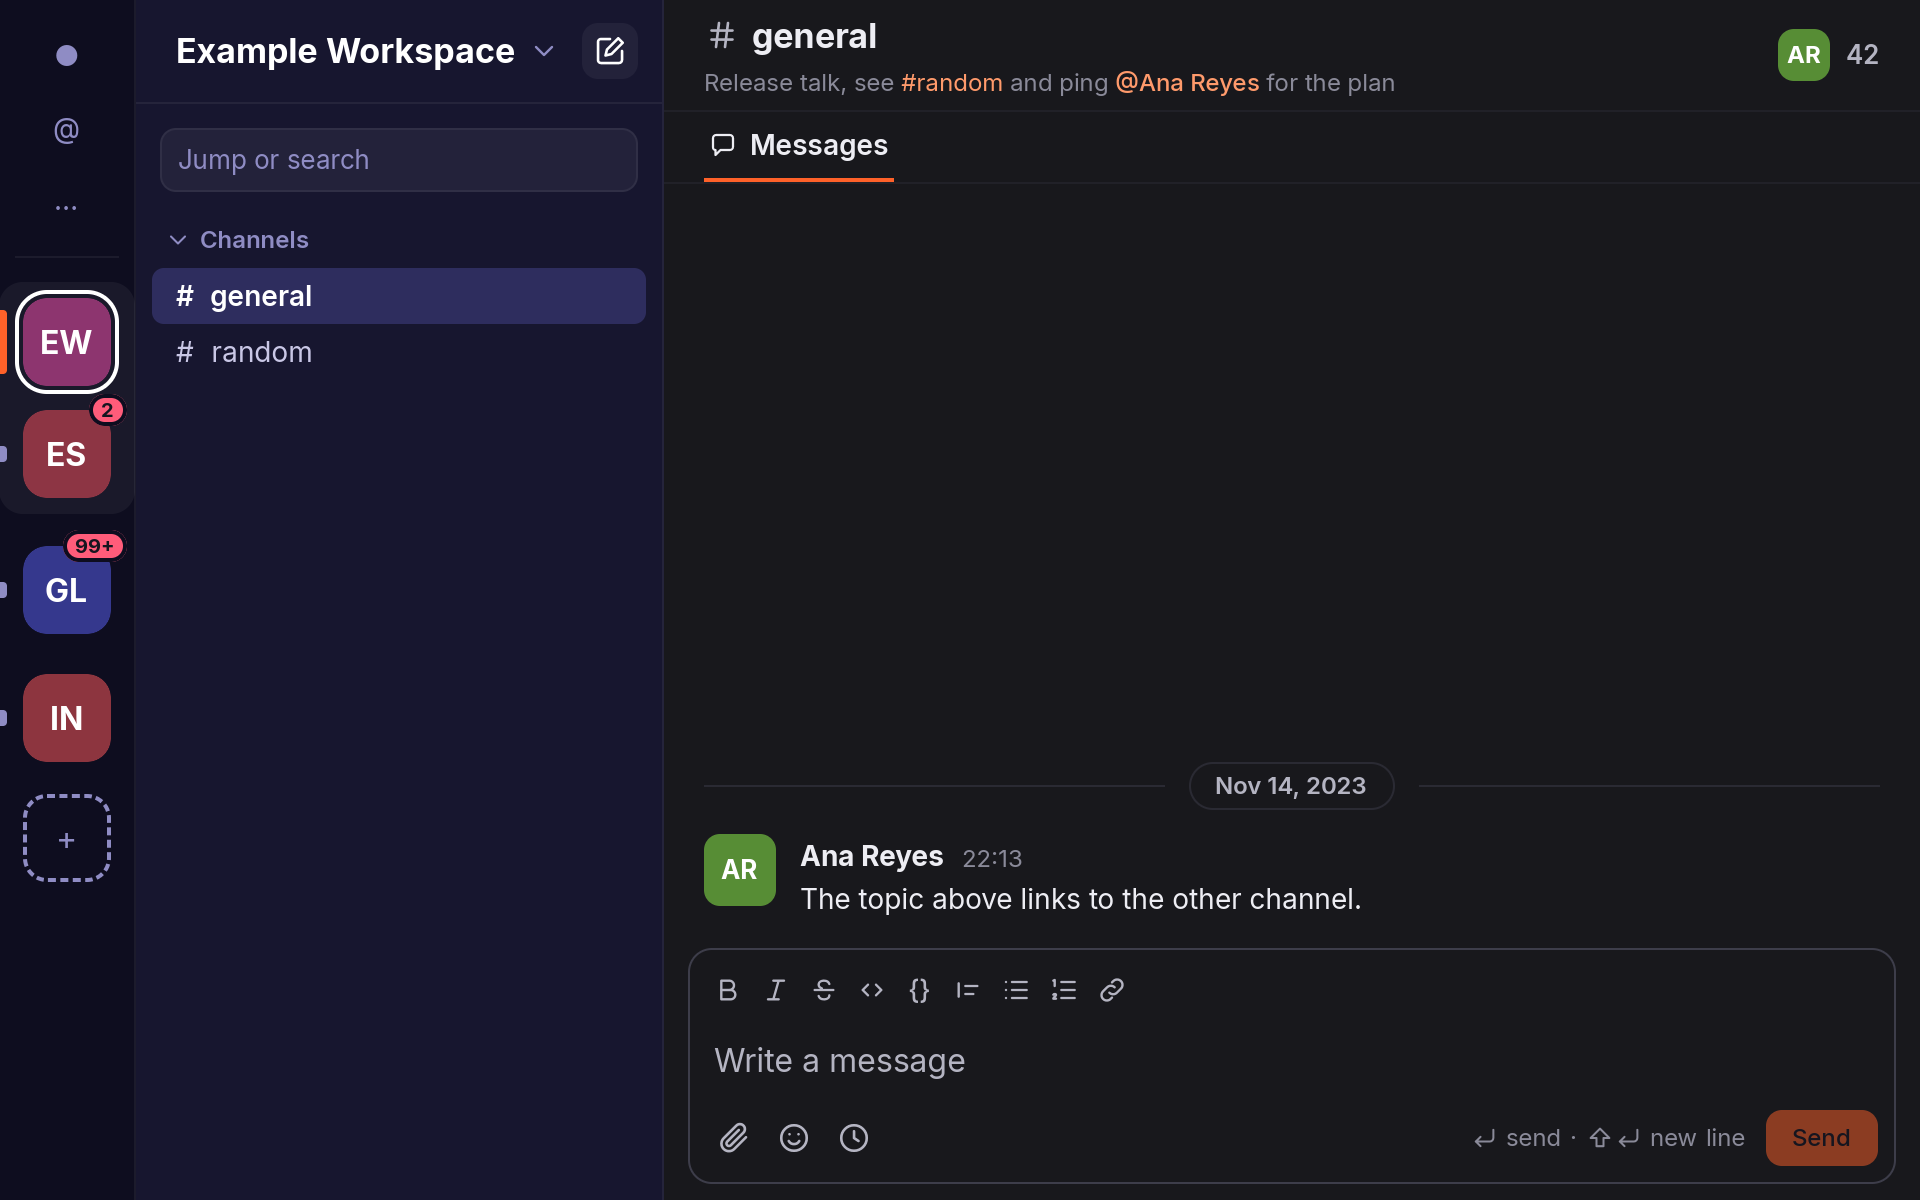 @
...
EW
2
ES
99+
GL
IN
+
Example Workspace
Jump or search
Channels
# general
# random
# general
AR 42
Release talk, see #random and ping @Ana Reyes for the plan
Messages
Nov 14, 2023
AR
Ana Reyes 22:13
The topic above links to the other channel.
Write a message
send · new line
Send